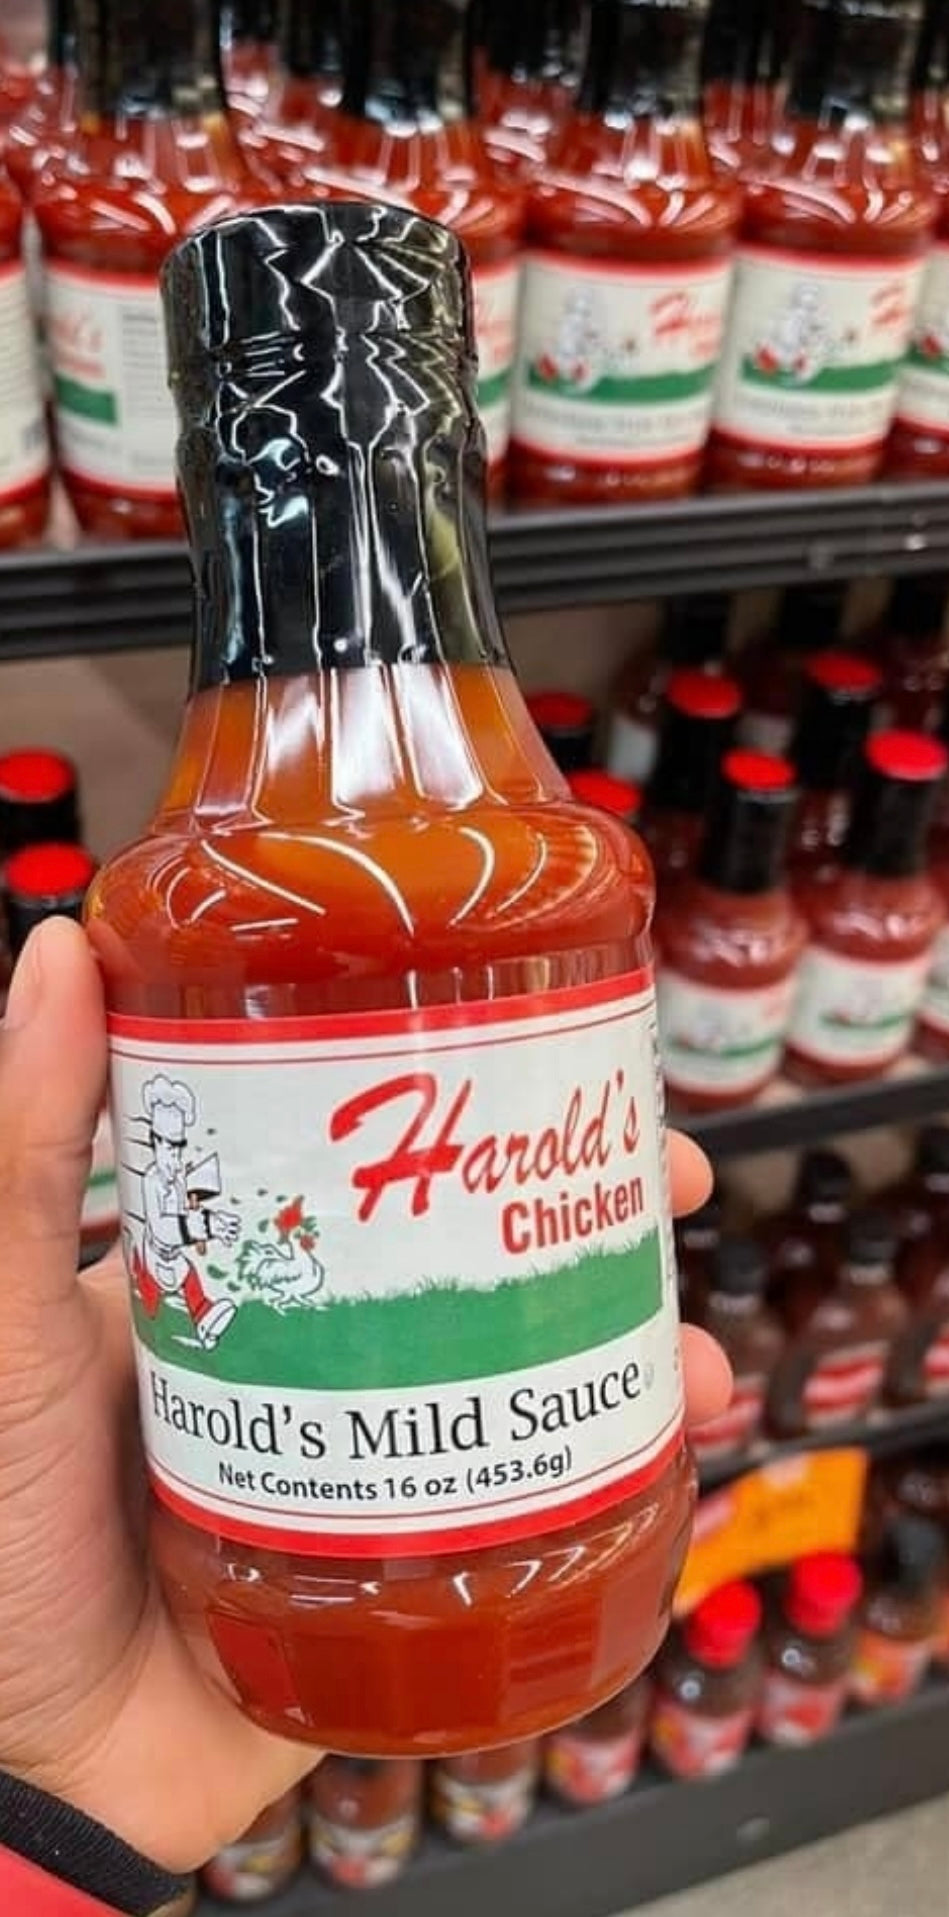 Harold's
Chicken
Harold's Mild Sauce
Net Contents 16 oz (453.6g)